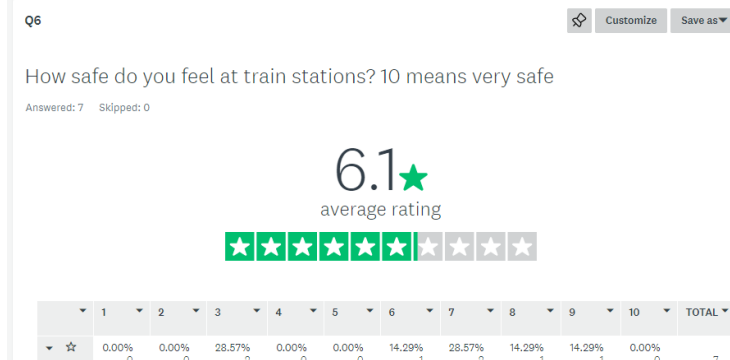 Q6
Customize
Save as
How safe do you feel at train stations? 10 means very safe
Answered: 7 Skipped: 0
6.1
average rating
1 2 3 4 5 6 7 8 9 10 TOTAL
0.00% 0.00% 28.57% 0.00% 0.00% 14.29% 28.57% 14.29% 14.29% 0.00%